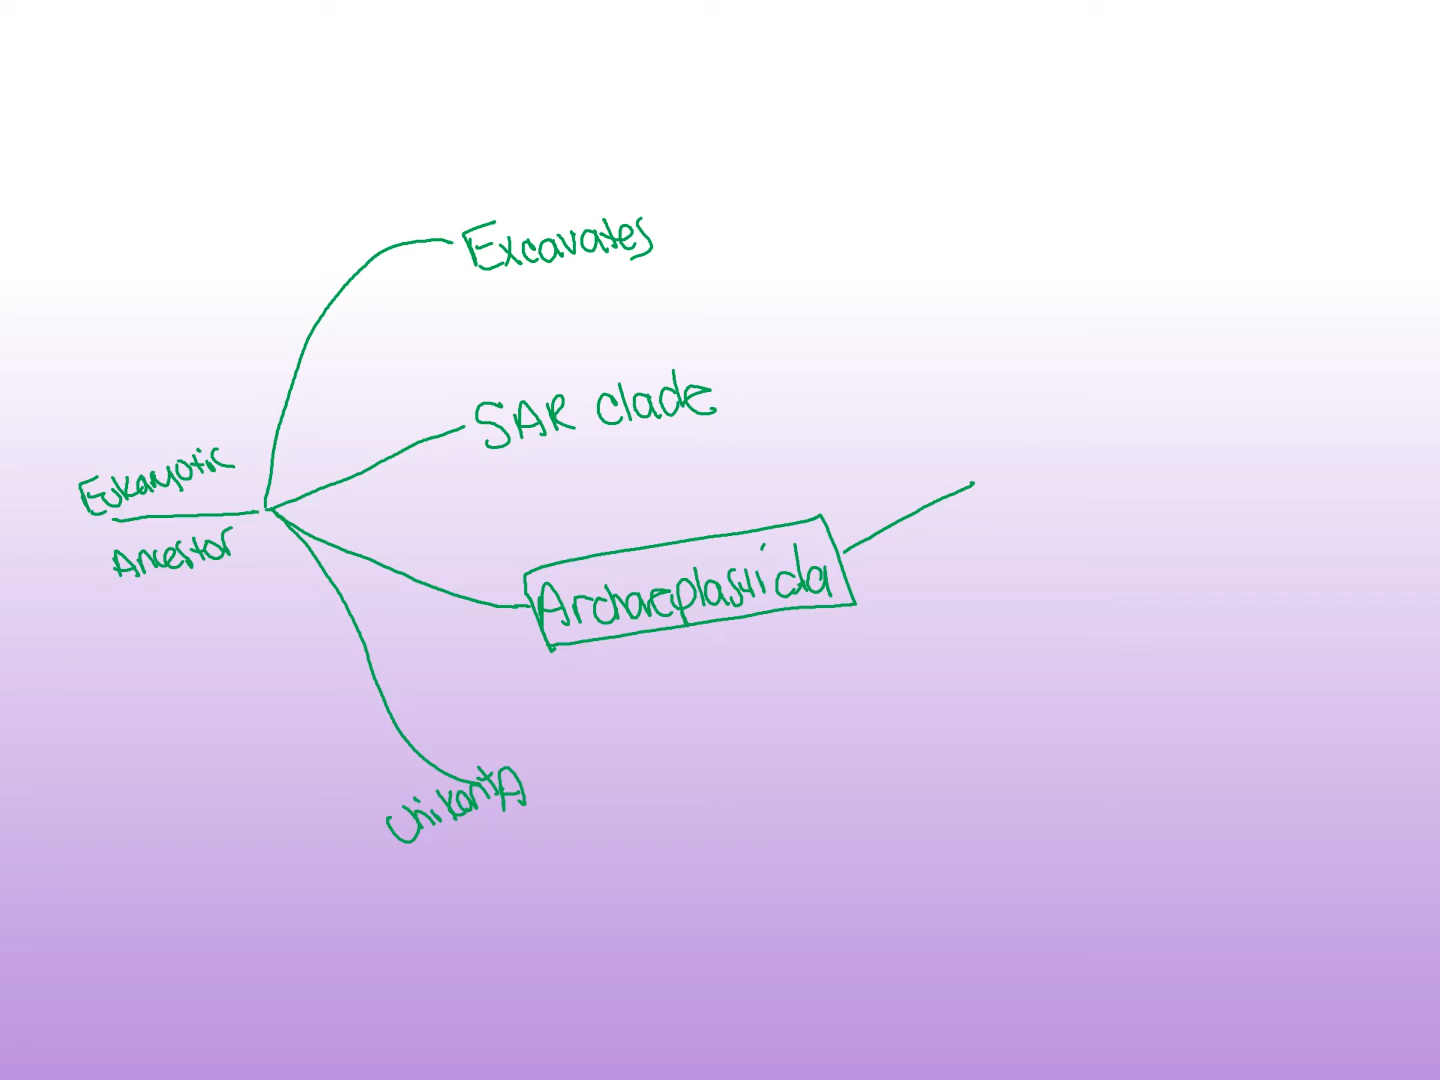 Excavates
SAR clade
Eukaryotic
Ancestor
Archaeplastida
UnikontA